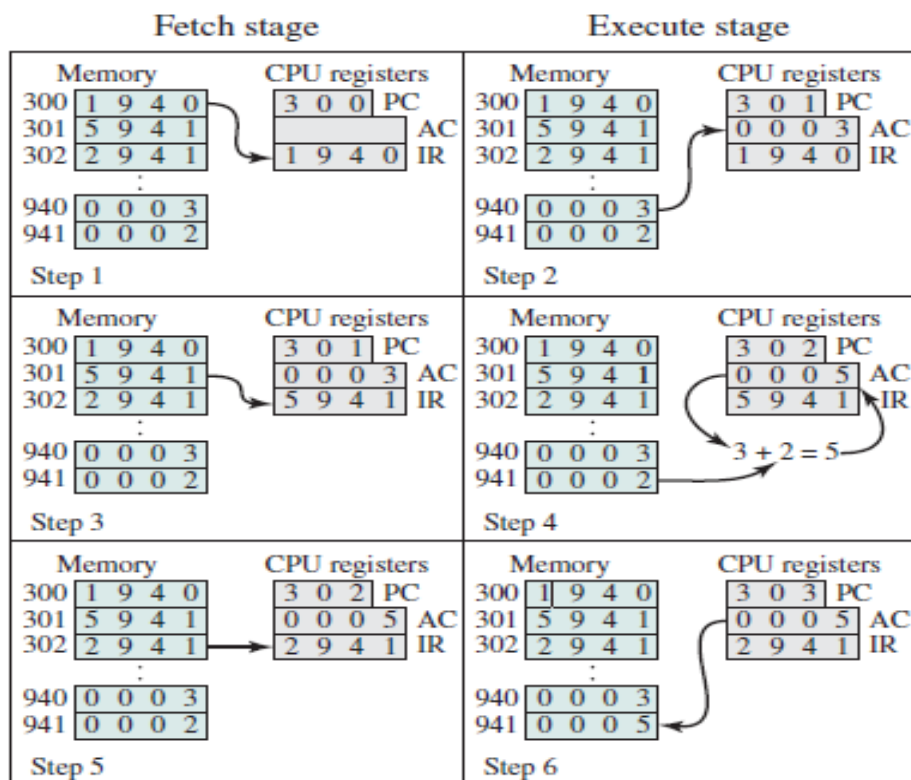 Fetch stage Execute stage
Memory CPU registers
300 1 9 4 0 3 0 0 PC
301 5 9 4 1 AC
302 2 9 4 1 1 9 4 0 IR
:
940 0 0 0 3
941 0 0 0 2
Step 1
Memory CPU registers
300 1 9 4 0 3 0 1 PC
301 5 9 4 1 0 0 0 3 AC
302 2 9 4 1 1 9 4 0 IR
:
940 0 0 0 3
941 0 0 0 2
Step 2
Memory CPU registers
300 1 9 4 0 3 0 1 PC
301 5 9 4 1 0 0 0 3 AC
302 2 9 4 1 5 9 4 1 IR
:
940 0 0 0 3
941 0 0 0 2
Step 3
Memory CPU registers
300 1 9 4 0 3 0 2 PC
301 5 9 4 1 0 0 0 5 AC
302 2 9 4 1 5 9 4 1 IR
:
940 0 0 0 3 3 + 2 = 5
941 0 0 0 2
Step 4
Memory CPU registers
300 1 9 4 0 3 0 2 PC
301 5 9 4 1 0 0 0 5 AC
302 2 9 4 1 2 9 4 1 IR
:
940 0 0 0 3
941 0 0 0 2
Step 5
Memory CPU registers
300 1 9 4 0 3 0 3 PC
301 5 9 4 1 0 0 0 5 AC
302 2 9 4 1 2 9 4 1 IR
:
940 0 0 0 3
941 0 0 0 5
Step 6